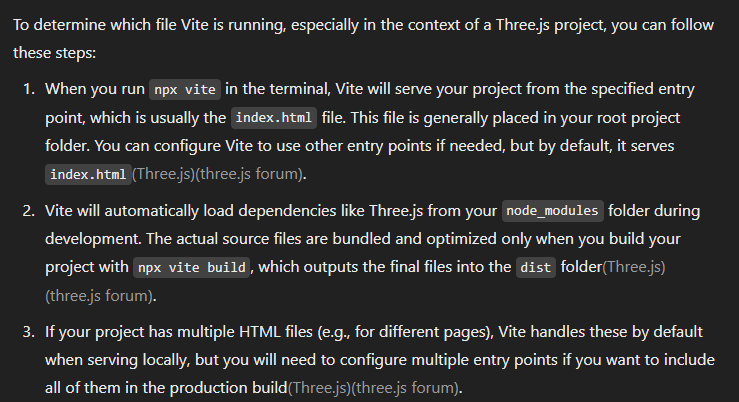 To determine which file Vite is running, especially in the context of a Three.js project, you can follow
these steps:
1. When you run npx vite in the terminal, Vite will serve your project from the specified entry
point, which is usually the index.html file. This file is generally placed in your root project
folder. You can configure Vite to use other entry points if needed, but by default, it serves
index.html (Three.js)(three.js forum).
2. Vite will automatically load dependencies like Three.js from your node_modules folder during
development. The actual source files are bundled and optimized only when you build your
project with npx vite build, which outputs the final files into the dist folder(Three.js)
(three.js forum).
3. If your project has multiple HTML files (e.g., for different pages), Vite handles these by default
when serving locally, but you will need to configure multiple entry points if you want to include
all of them in the production build(Three.js)(three.js forum).